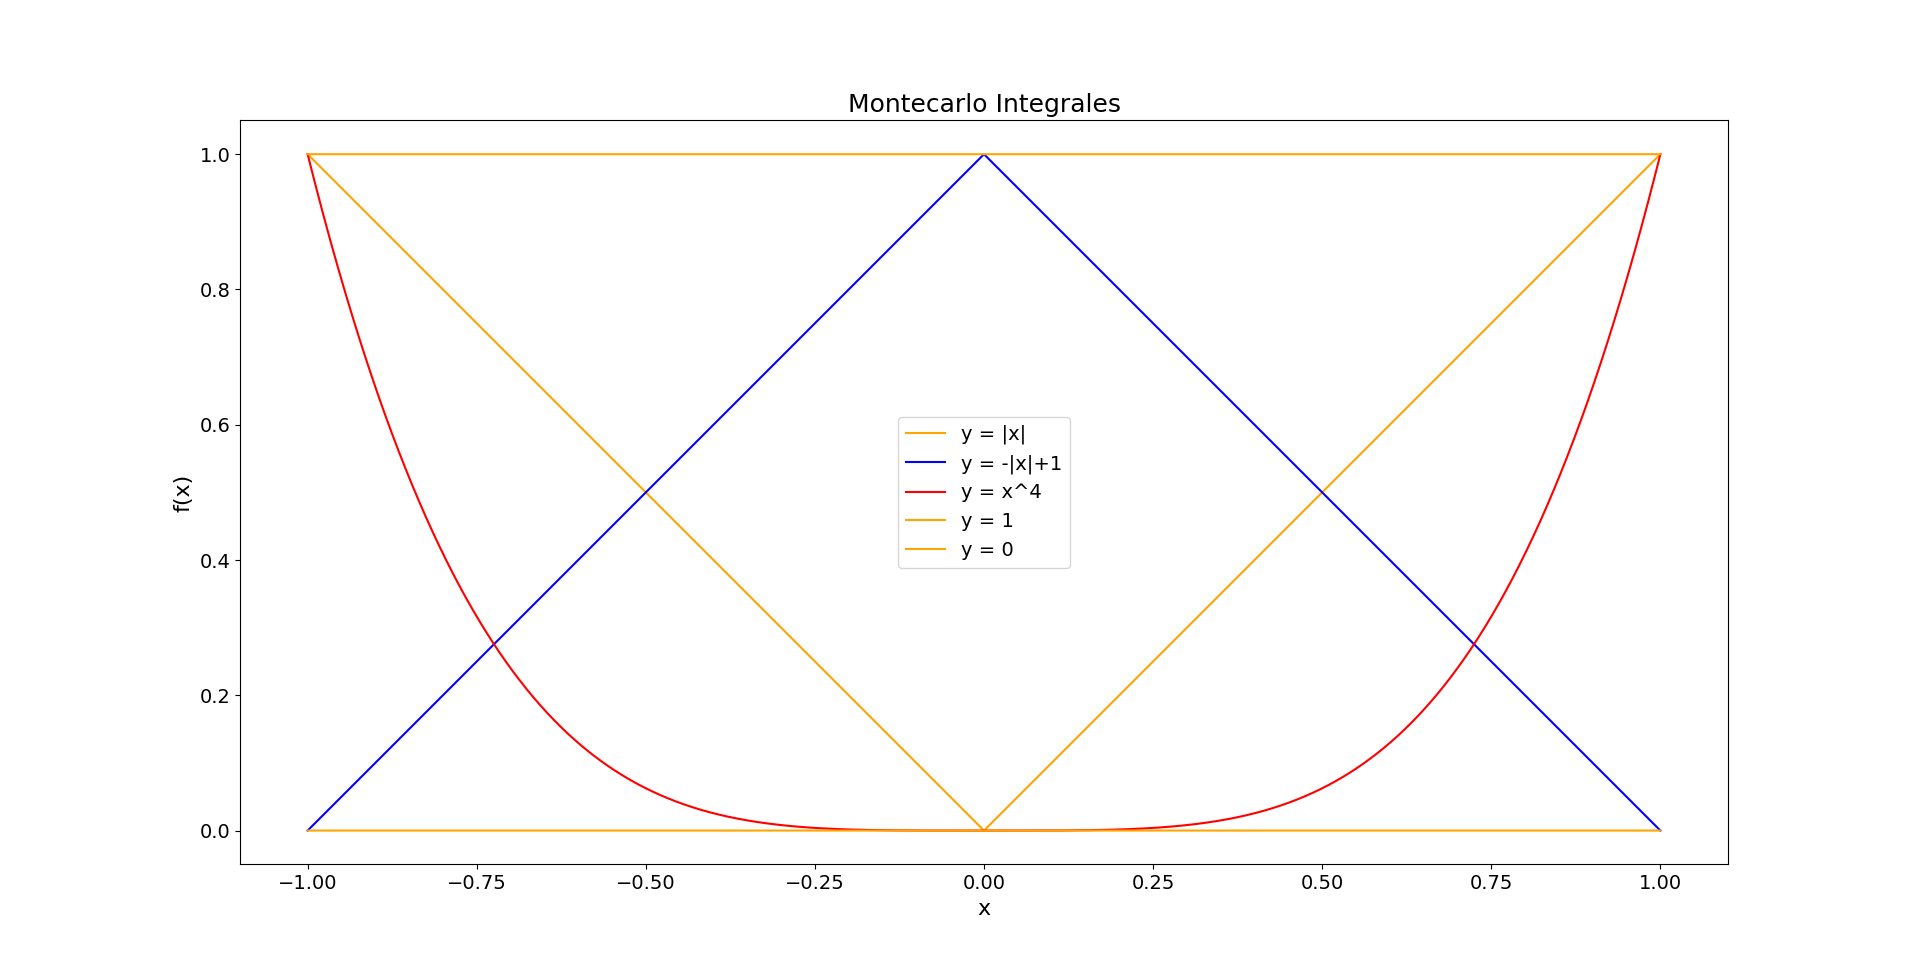 Montecarlo Integrales
1.0
0.8
0.6
0.4
0.2
0.0
f(x)
y = |x|
y = -|x|+1
y = x^4
y = 1
y = 0
−1.00 −0.75 −0.50 −0.25 0.00 0.25 0.50 0.75 1.00
x